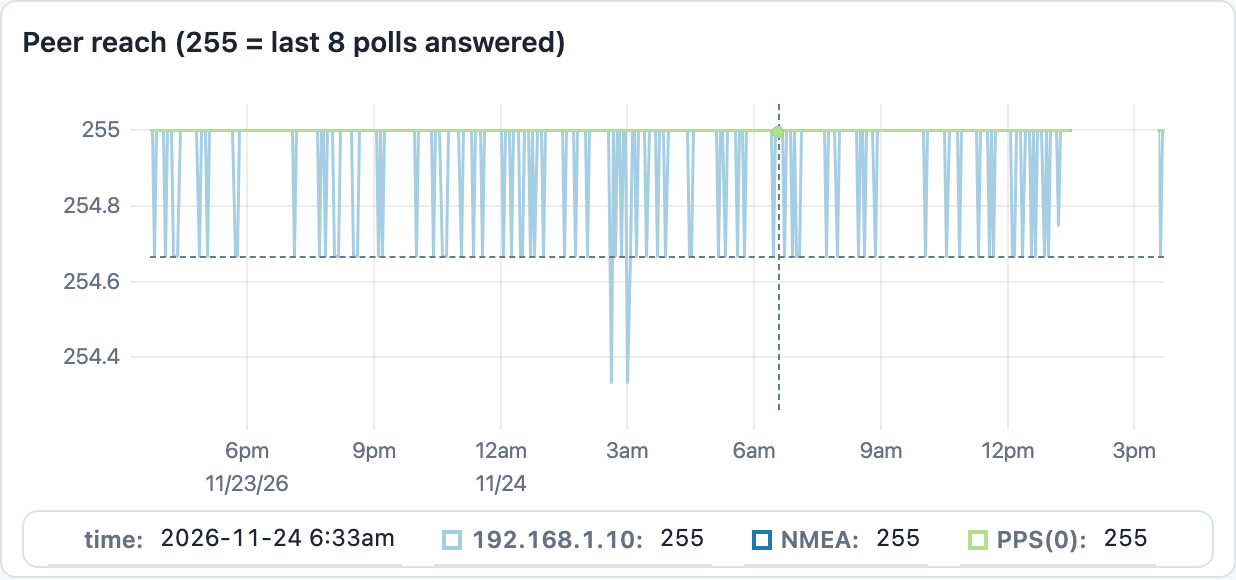 Peer reach (255 = last 8 polls answered)
255
254.8
254.6
254.4
6pm 9pm 12am 3am 6am 9am 12pm 3pm
11/23/26 11/24
time: 2026-11-24 6:33am 192.168.1.10: 255 NMEA: 255 PPS(0): 255